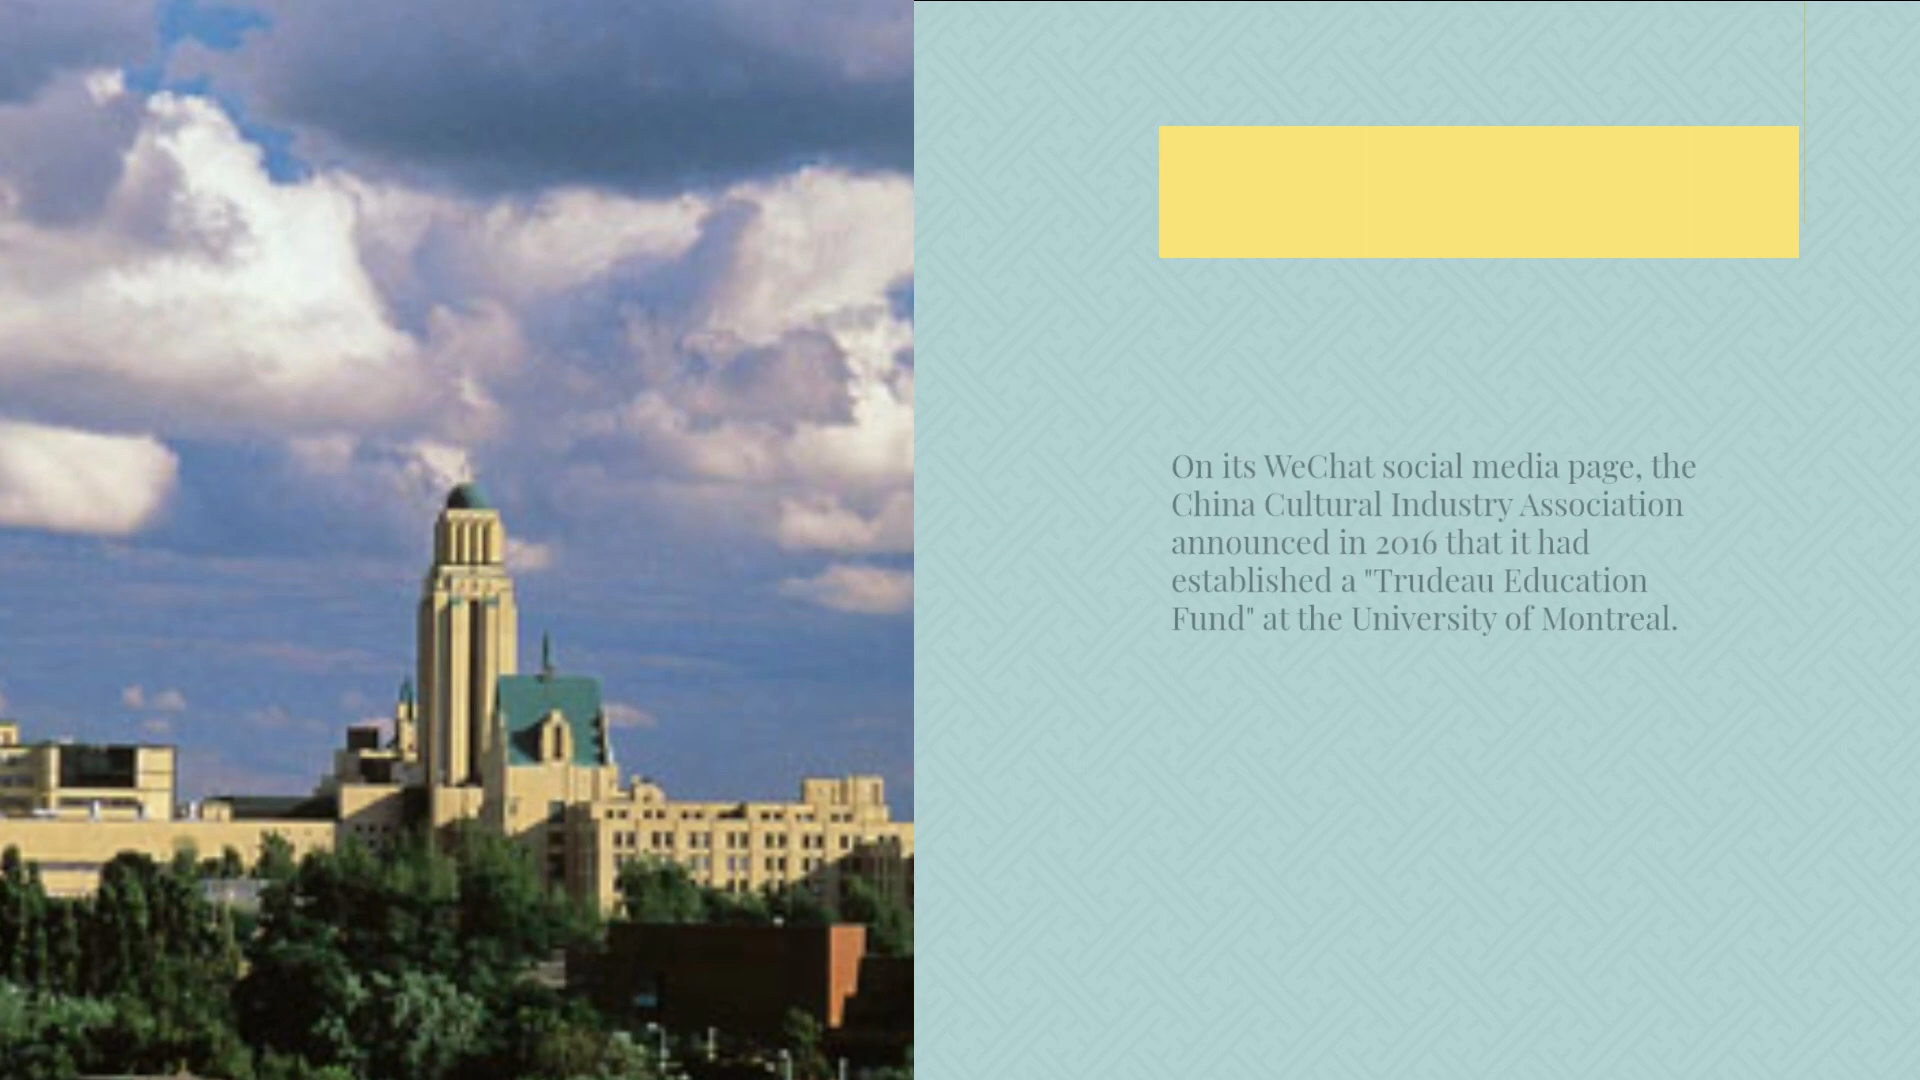 On its WeChat social media page, the
China Cultural Industry Association
announced in 2016 that it had
established a "Trudeau Education
Fund" at the University of Montreal.